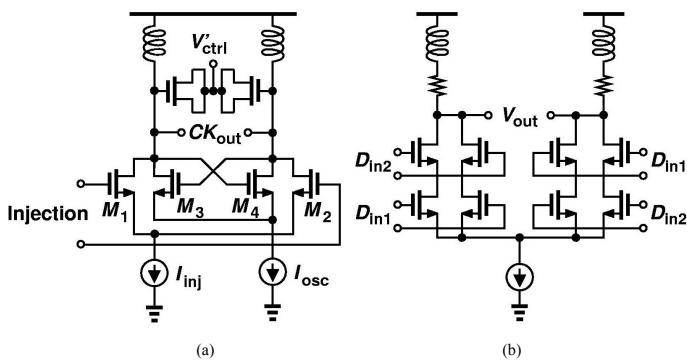 V'ctrl
CKout
Injection
M1
M3
M4
M2
Iinj
Iosc
(a)
Vout
Din2
Din1
Din1
Din2
(b)